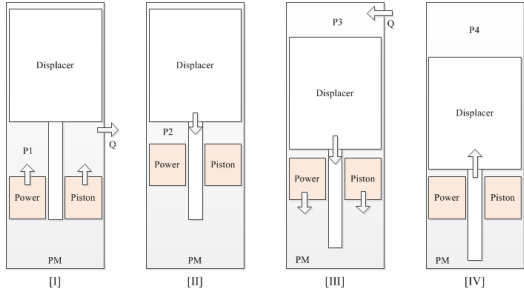 Displacer
P1
Q
Power
Piston
PM
[I]
Displacer
P2
Power
Piston
PM
[II]
P3
Q
Displacer
Power
Piston
PM
[III]
P4
Displacer
Power
Piston
PM
[IV]